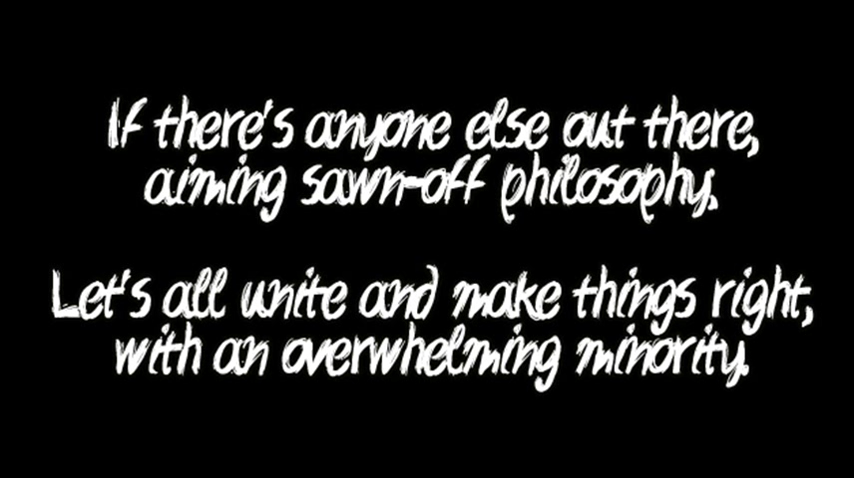 If there's anyone else out there,
aiming sawn-off philosophy.
Let's all unite and make things right,
with an overwhelming minority.